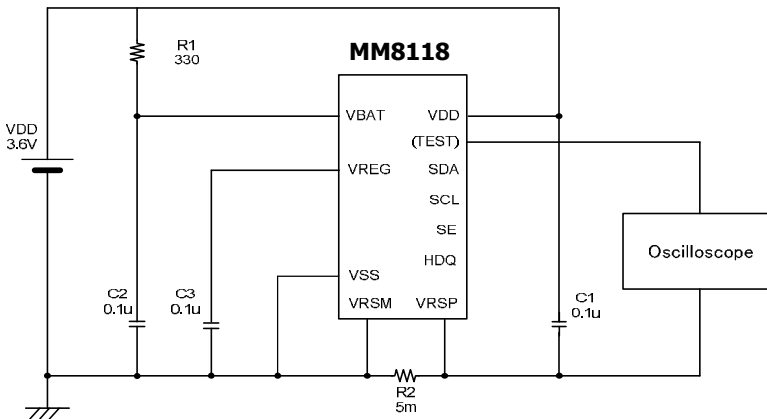 R1
330
MM8118
VDD
3.6V
VBAT
VDD
(TEST)
VREG
SDA
SCL
SE
HDQ
Oscilloscope
VSS
VRSM
VRSP
C2
0.1u
C3
0.1u
C1
0.1u
R2
5m